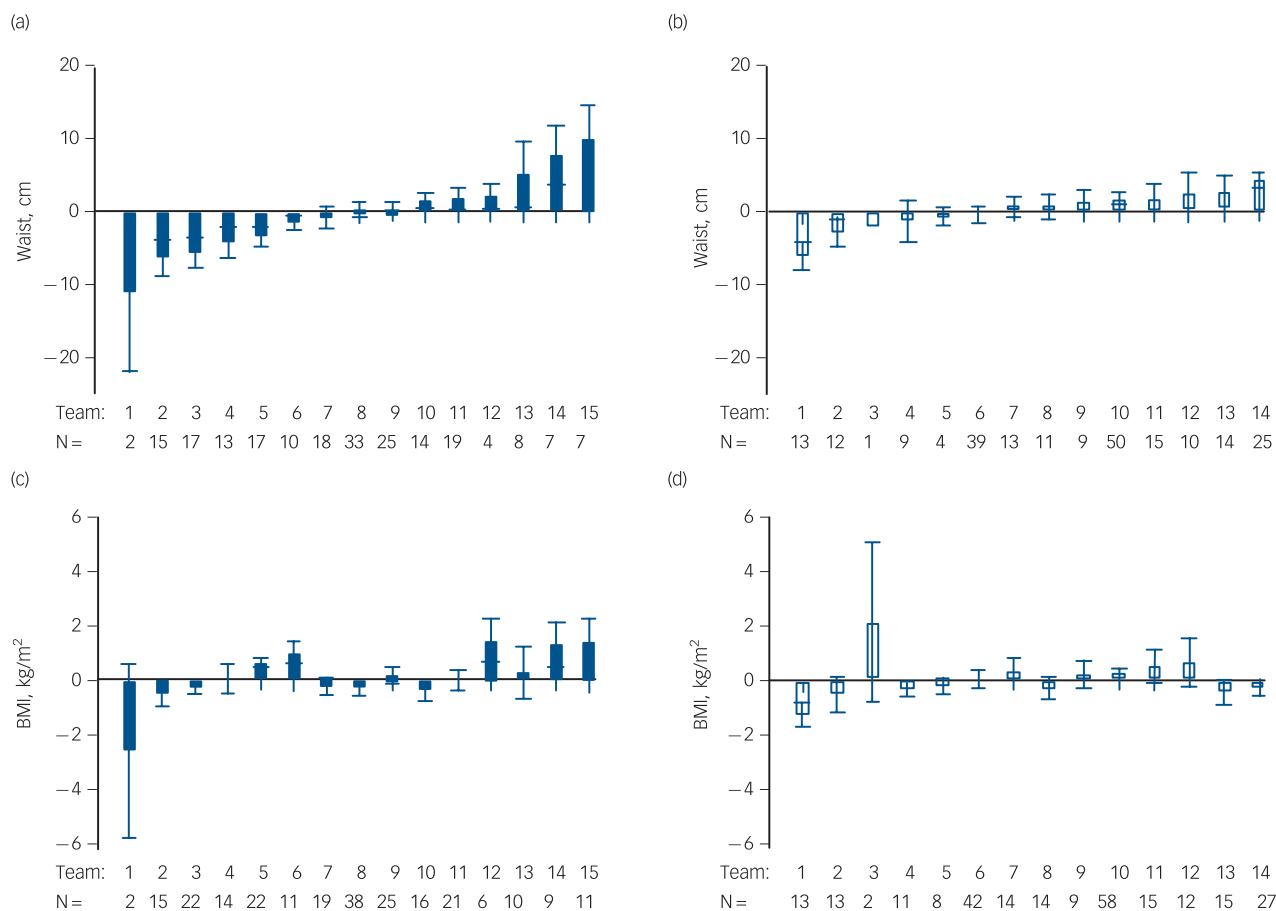 (a)
20
10
0
−10
−20
Waist, cm
Team: 1 2 3 4 5 6 7 8 9 10 11 12 13 14 15
N = 2 15 17 13 17 10 18 33 25 14 19 4 8 7 7
(b)
20
10
0
−10
−20
Waist, cm
Team: 1 2 3 4 5 6 7 8 9 10 11 12 13 14
N = 13 12 1 9 4 39 13 11 9 50 15 10 14 25
(c)
6
4
2
0
−2
−4
−6
BMI, kg/m²
Team: 1 2 3 4 5 6 7 8 9 10 11 12 13 14 15
N = 2 15 22 14 22 11 19 38 25 16 21 6 10 9 11
(d)
6
4
2
0
−2
−4
−6
BMI, kg/m²
Team: 1 2 3 4 5 6 7 8 9 10 11 12 13 14
N = 13 13 2 11 8 42 14 14 9 58 15 12 15 27